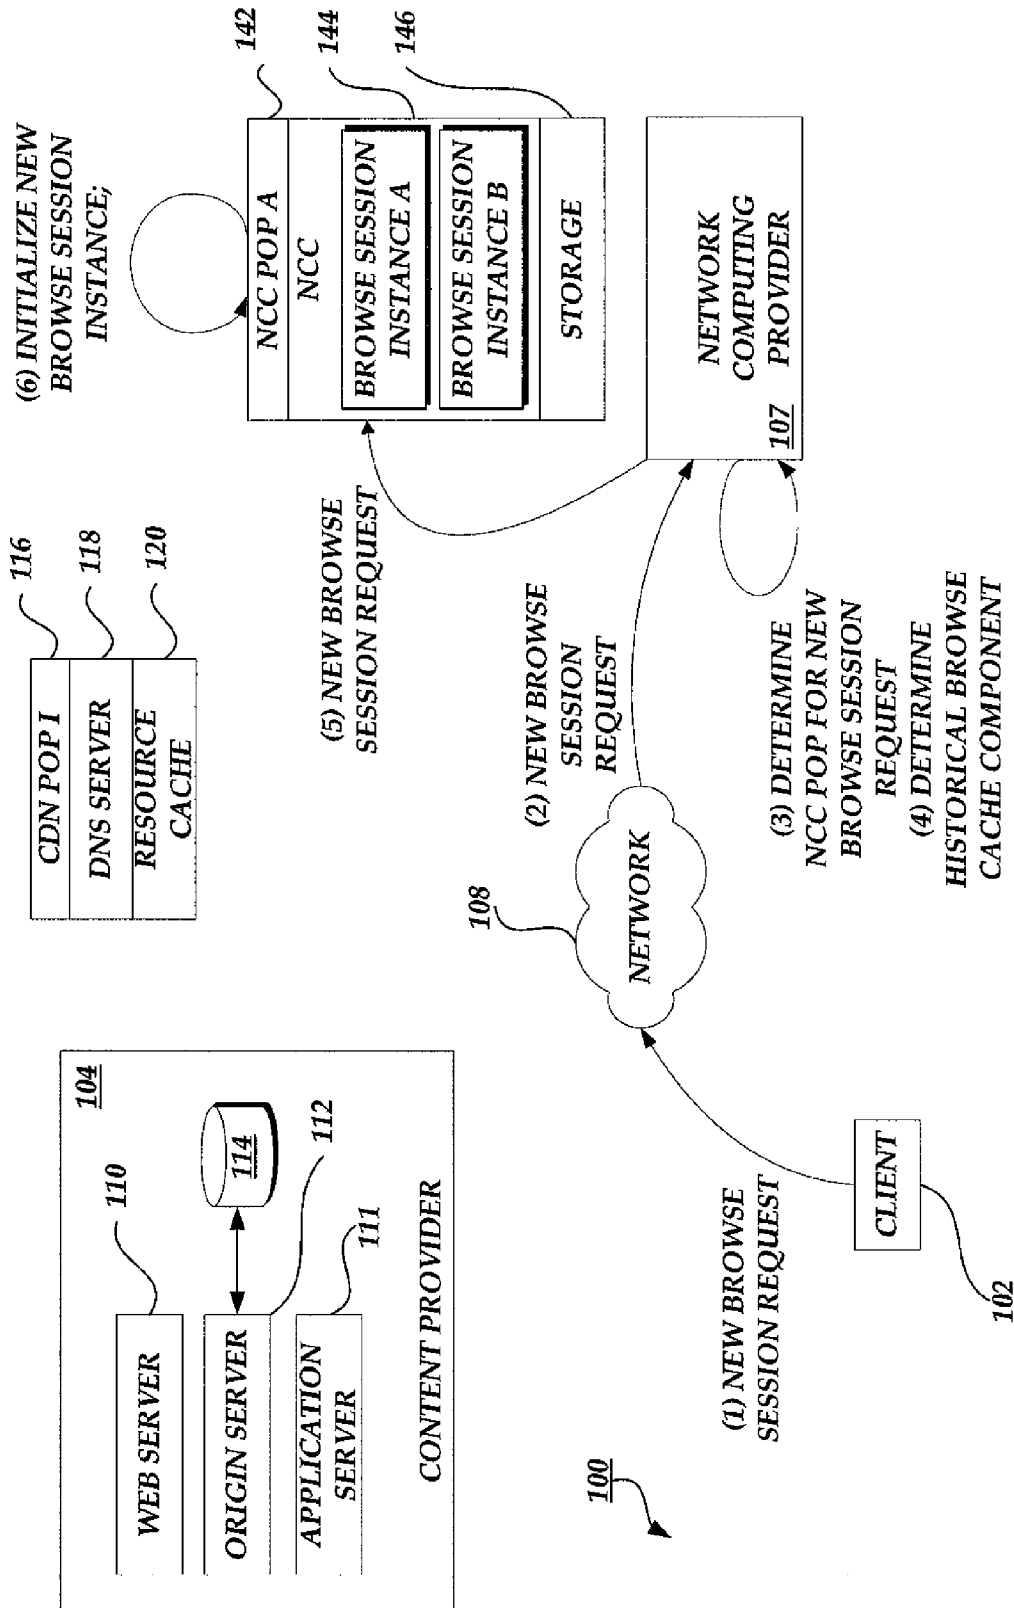 104
WEB SERVER
110
ORIGIN SERVER
114
112
APPLICATION
SERVER
111
CONTENT PROVIDER
CDN POP I
116
DNS SERVER
118
RESOURCE
CACHE
120
(6) INITIALIZE NEW
BROWSE SESSION
INSTANCE;
NCC POP A
142
NCC
BROWSE SESSION
INSTANCE A
144
BROWSE SESSION
INSTANCE B
STORAGE
146
(5) NEW BROWSE
SESSION REQUEST
NETWORK
COMPUTING
PROVIDER
107
(2) NEW BROWSE
SESSION
REQUEST
108
NETWORK
(3) DETERMINE
NCC POP FOR NEW
BROWSE SESSION
REQUEST
(4) DETERMINE
HISTORICAL BROWSE
CACHE COMPONENT
(1) NEW BROWSE
SESSION REQUEST
CLIENT
102
100